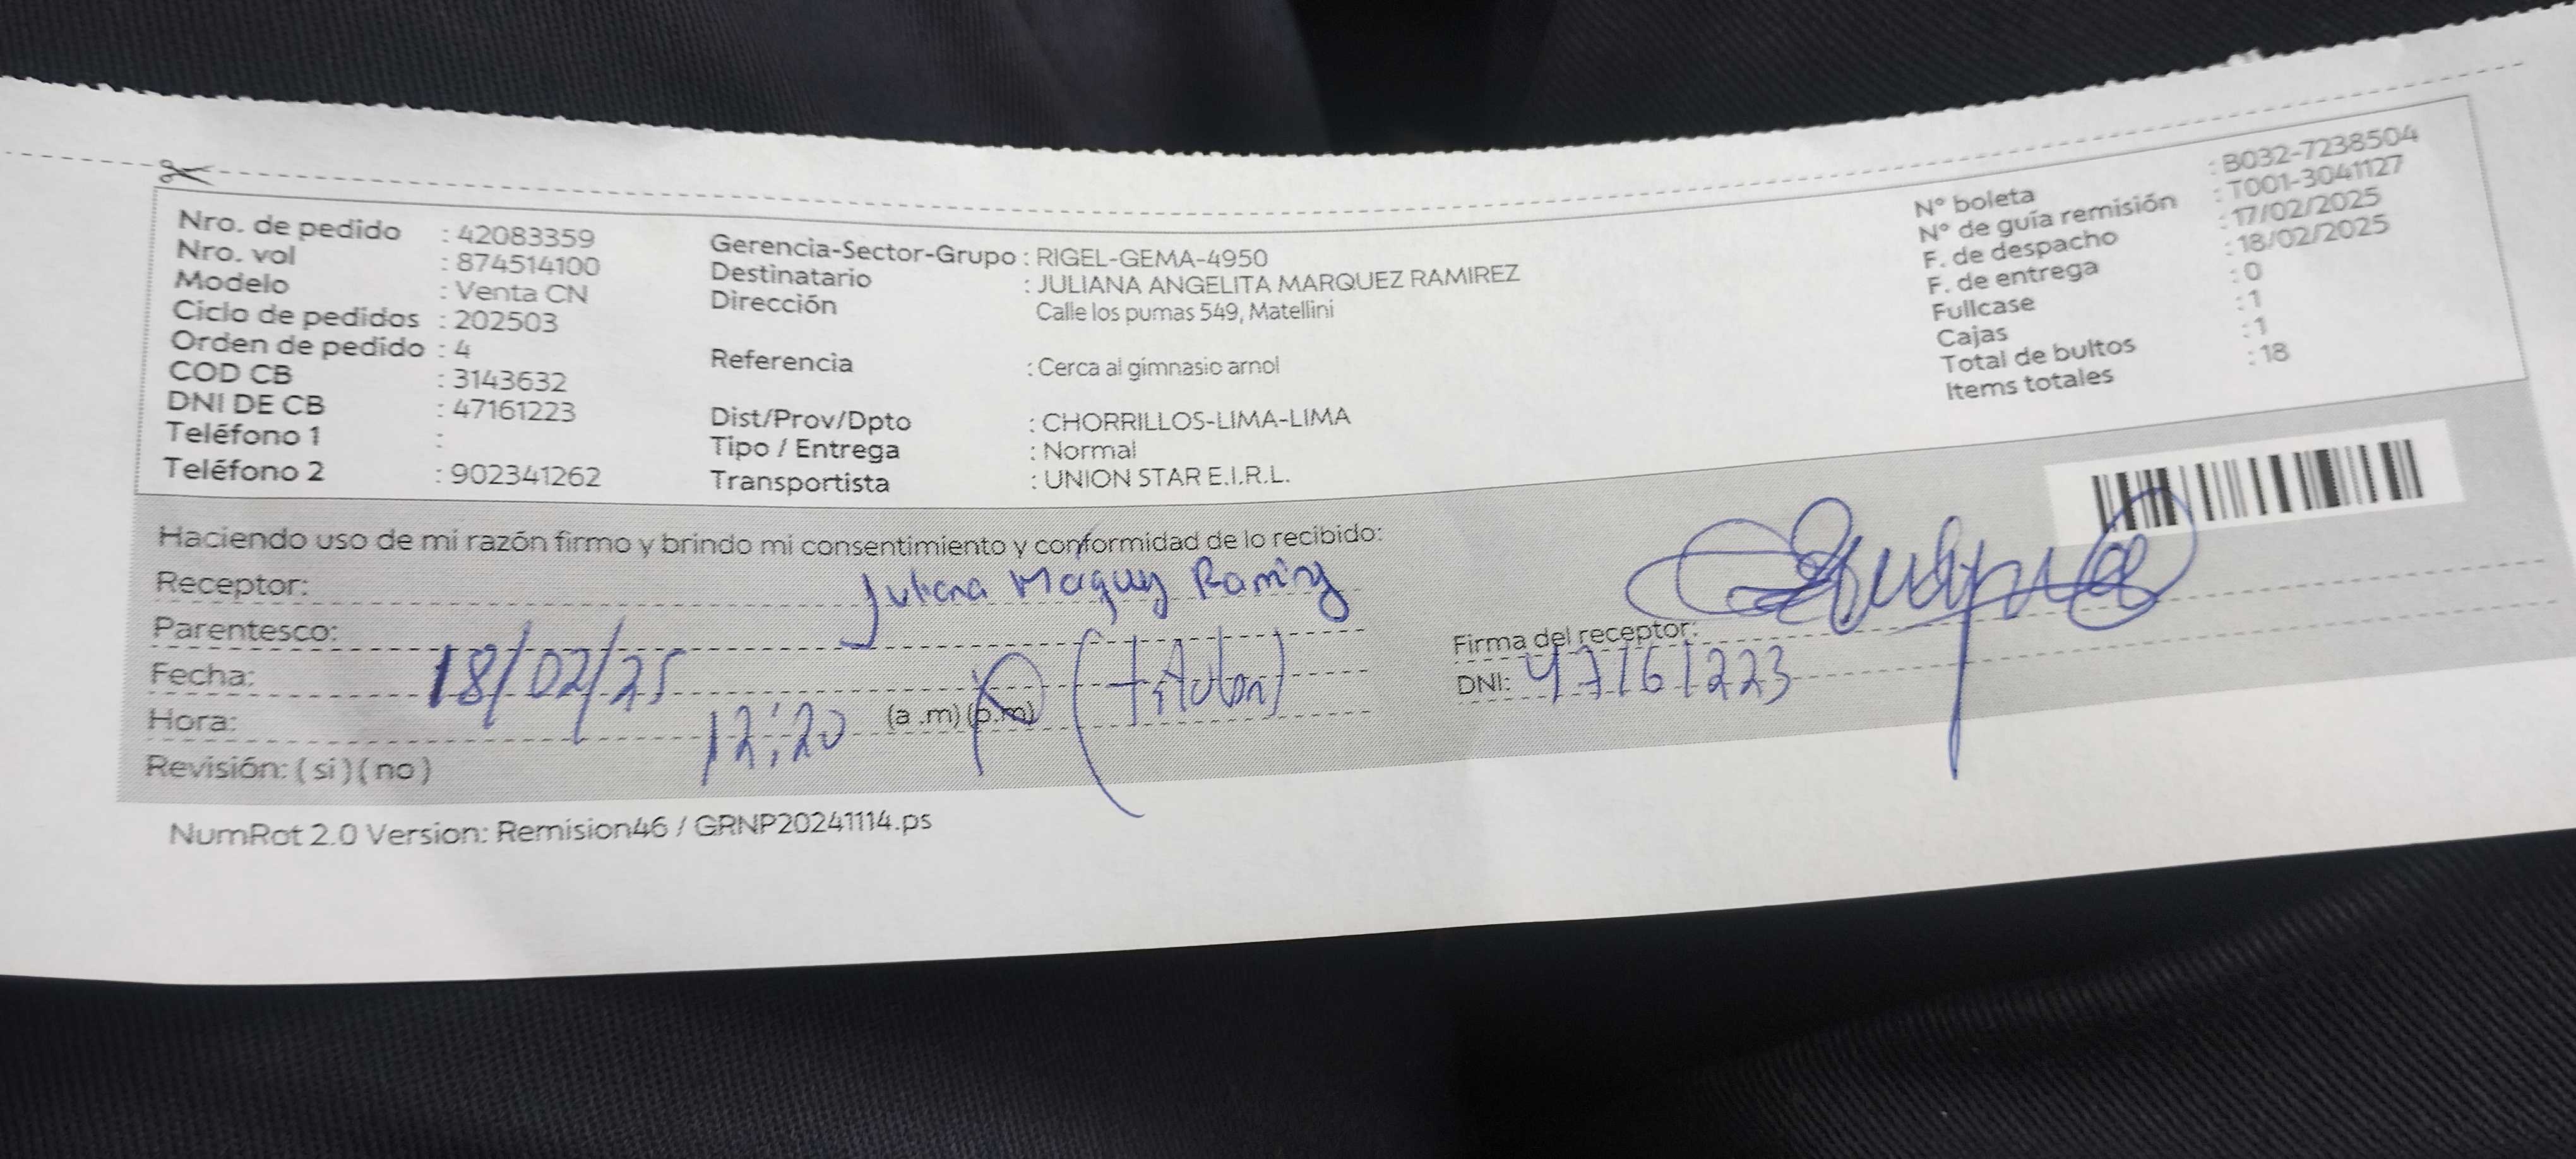 Nro. de pedido : 42083359
Nro. vol : 874514100
Modelo : Venta CN
Ciclo de pedidos : 202503
Orden de pedido : 4
COD CB : 3143632
DNI DE CB : 47161223
Teléfono 1 :
Teléfono 2 : 902341262
Gerencia-Sector-Grupo : RIGEL-GEMA-4950
Destinatario : JULIANA ANGELITA MARQUEZ RAMIREZ
Dirección Calle los pumas 549, Matellini
Referencia : Cerca al gimnasio arnol
Dist/Prov/Dpto : CHORRILLOS-LIMA-LIMA
Tipo / Entrega : Normal
Transportista : UNION STAR E.I.R.L.
N° boleta : B032-7238504
N° de guía remisión : T001-3041127
F. de despacho : 17/02/2025
F. de entrega : 18/02/2025
Fullcase : 0
Cajas : 1
Total de bultos : 1
Items totales : 18
Haciendo uso de mi razón firmo y brindo mi consentimiento y conformidad de lo recibido:
Receptor: Juliana Marquez Ramirez
Parentesco: (titular)
Fecha: 18/02/25
Hora: 12:20 (a.m)(p.m)
Revisión: (si)(no)
Firma del receptor:
DNI: 47161223
NumRot 2.0 Version: Remision46 / GRNP20241114.ps